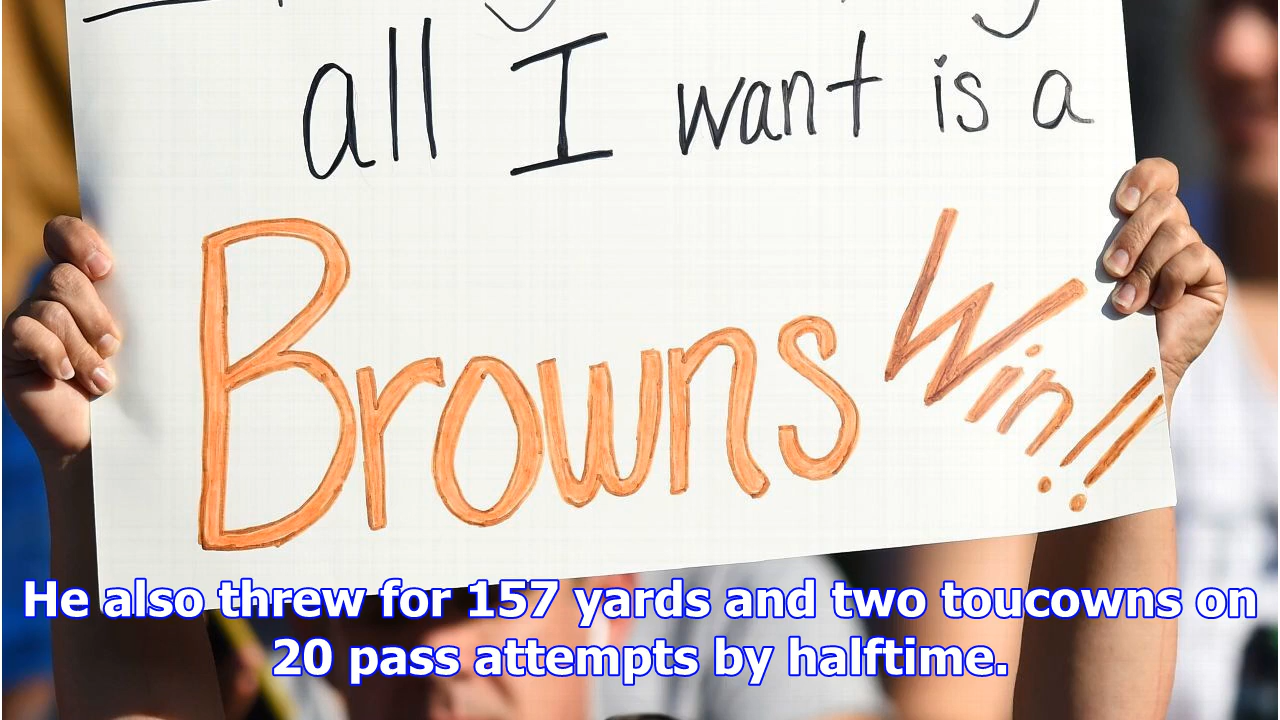 all I want is a
Browns Win!!
He also threw for 157 yards and two toucowns on
20 pass attempts by halftime.